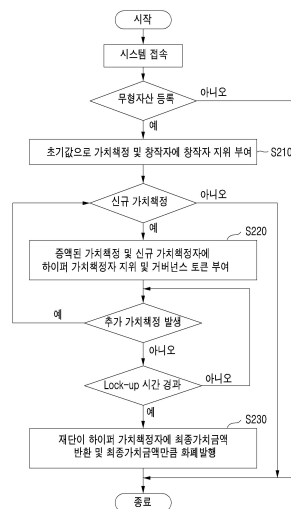 시작
시스템 접속
무형자산 등록
아니오
예
초기값으로 가치책정 및 창작자에 창작자 지위 부여
S210
신규 가치책정
아니오
예
S220
증액된 가치책정 및 신규 가치책정자에
하이퍼 가치책정자 지위 및 거버넌스 토큰 부여
예
추가 가치책정 발생
아니오
Lock-up 시간 경과
아니오
예
S230
재단이 하이퍼 가치책정자에 최종가치금액
반환 및 최종가치금액만큼 화폐발행
종료